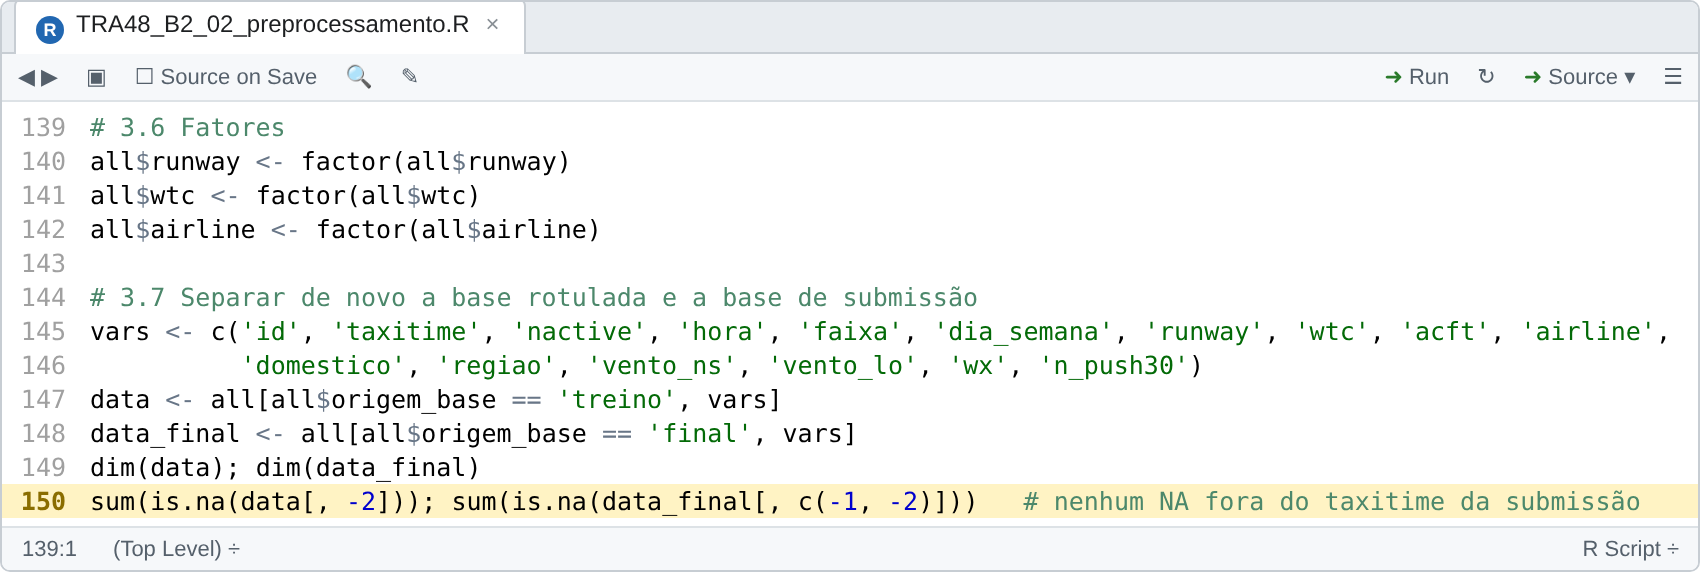 R TRA48_B2_02_preprocessamento.R ×
Source on Save Run Source
139 # 3.6 Fatores
140 all$runway <- factor(all$runway)
141 all$wtc <- factor(all$wtc)
142 all$airline <- factor(all$airline)
143
144 # 3.7 Separar de novo a base rotulada e a base de submissão
145 vars <- c('id', 'taxitime', 'nactive', 'hora', 'faixa', 'dia_semana', 'runway', 'wtc', 'acft', 'airline',
146 'domestico', 'regiao', 'vento_ns', 'vento_lo', 'wx', 'n_push30')
147 data <- all[all$origem_base == 'treino', vars]
148 data_final <- all[all$origem_base == 'final', vars]
149 dim(data); dim(data_final)
150 sum(is.na(data[, -2])); sum(is.na(data_final[, c(-1, -2)])) # nenhum NA fora do taxitime da submissão
139:1 (Top Level) ÷ R Script ÷